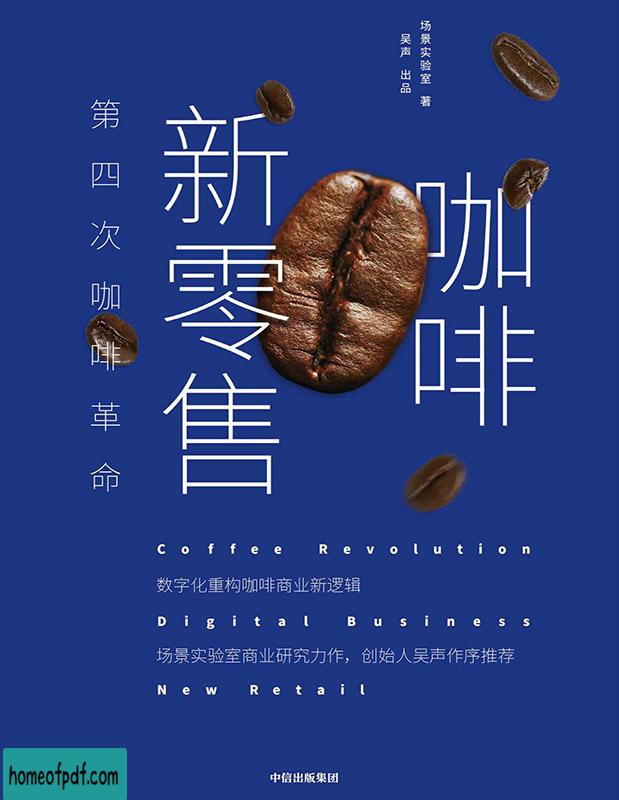 场景实验室 著
吴声 出品
咖啡
新零售
第四次咖啡革命
Coffee Revolution
数字化重构咖啡商业新逻辑
Digital Business
场景实验室商业研究力作，创始人吴声作序推荐
New Retail
中信出版集团
homeofpdf.com